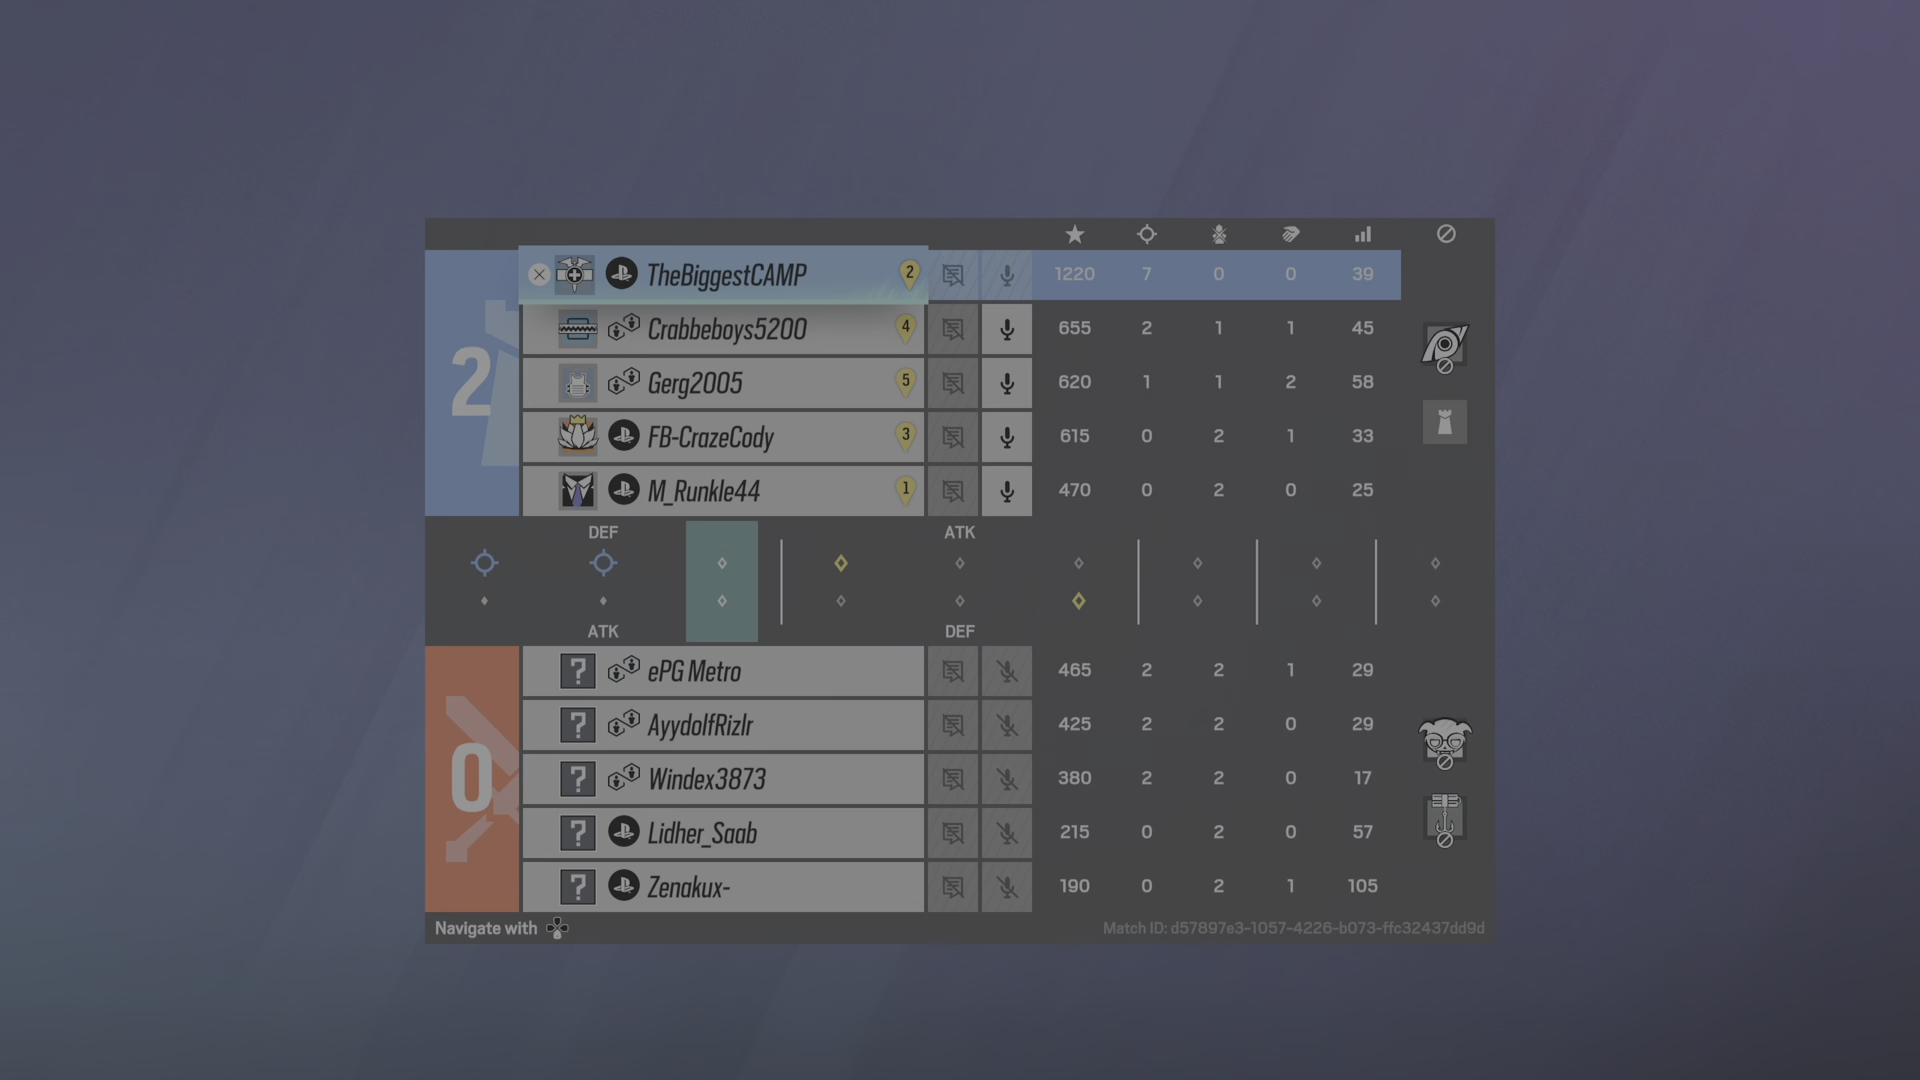 TheBiggestCAMP 2 1220 7 0 0 39
Crabbeboys5200 4 655 2 1 1 45
2
Gerg2005 5 620 1 1 2 58
FB-CrazeCody 3 615 0 2 1 33
M_Runkle44 1 470 0 2 0 25
DEF ATK
ATK DEF
? ePG Metro 465 2 2 1 29
? AyydolfRizlr 425 2 2 0 29
0
? Windex3873 380 2 2 0 17
? Lidher_Saab 215 0 2 0 57
? Zenakux- 190 0 2 1 105
Navigate with Match ID: d57897e3-1057-4226-b073-ffc32437dd9d